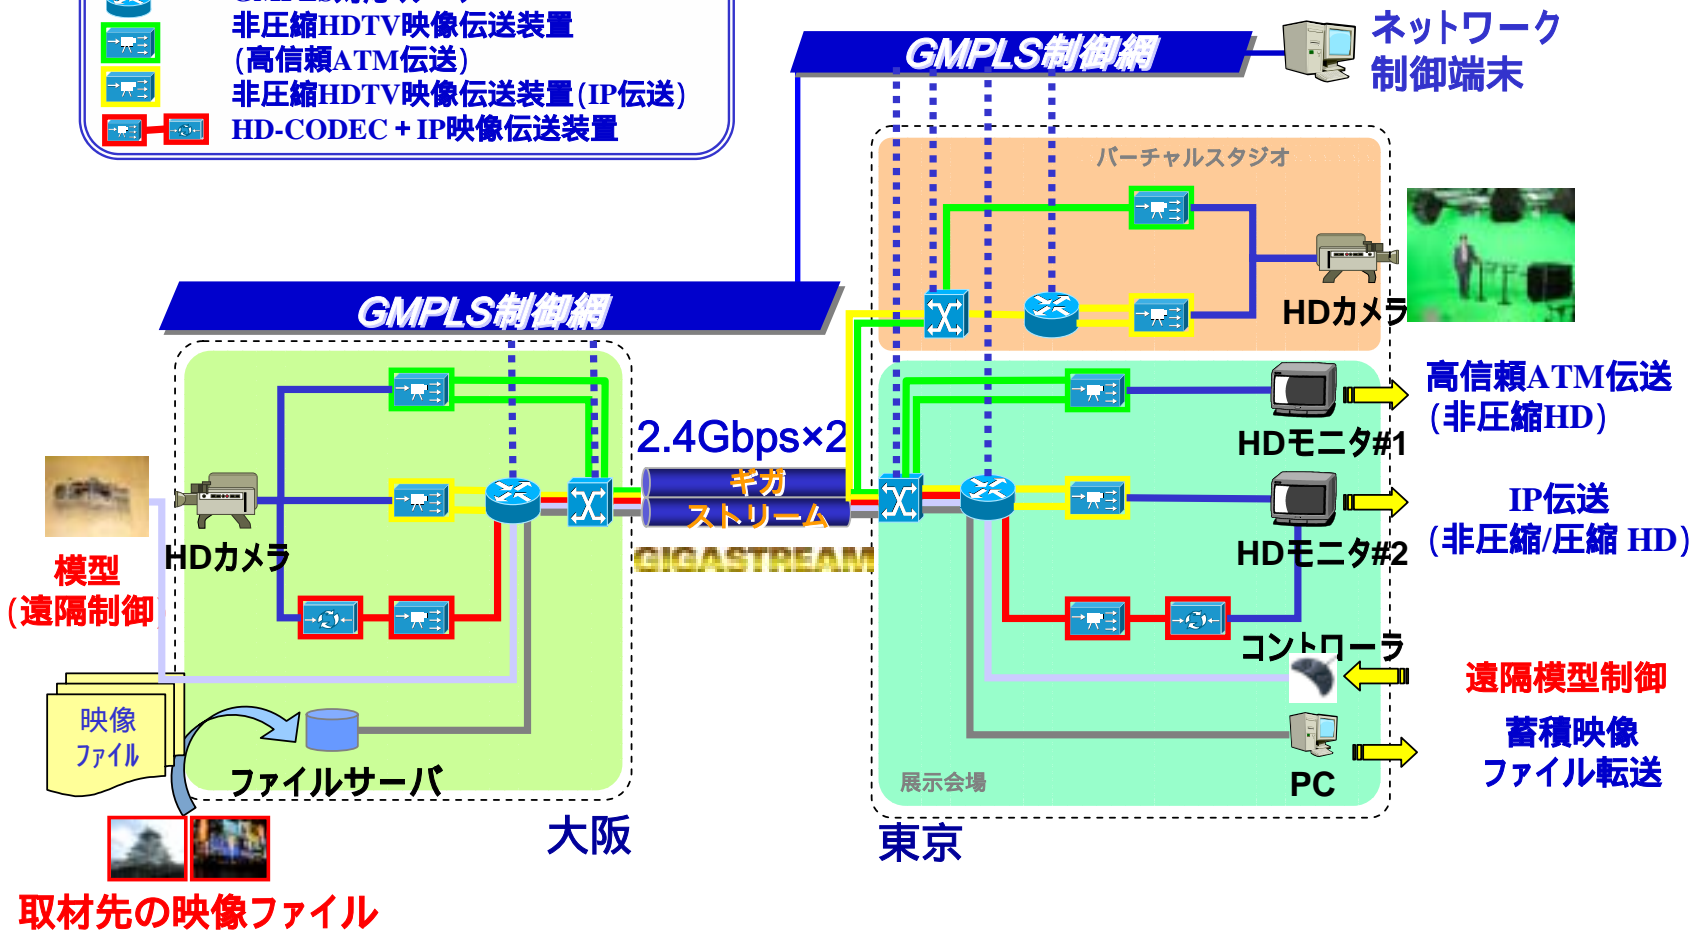 非圧縮HDTV映像伝送装置
(高信頼ATM伝送)
非圧縮HDTV映像伝送装置(IP伝送)
HD-CODEC+IP映像伝送装置
GMPLS制御網
ネットワーク
制御端末
バーチャルスタジオ
HDカメラ
GMPLS制御網
高信頼ATM伝送
(非圧縮HD)
HDモニタ#1
2.4Gbps×2
ギガ
ストリーム
GIGASTREAM
IP伝送
(非圧縮/圧縮 HD)
HDモニタ#2
HDカメラ
模型
(遠隔制御)
コントローラ
遠隔模型制御
映像
ファイル
ファイルサーバ
蓄積映像
ファイル転送
PC
展示会場
大阪
東京
取材先の映像ファイル